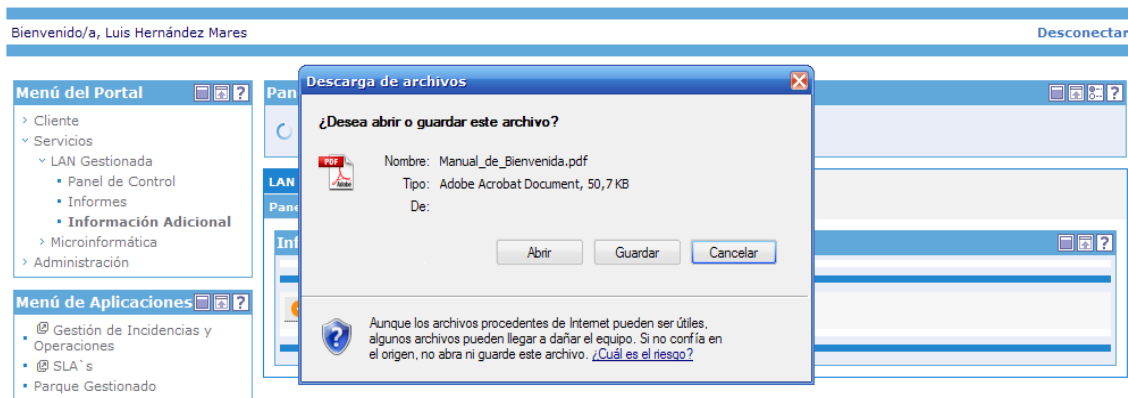 Bienvenido/a, Luis Hernández Mares
Desconectar
Menú del Portal
Cliente
Servicios
LAN Gestionada
Panel de Control
Informes
Información Adicional
Microinformática
Administración
Menú de Aplicaciones
Gestión de Incidencias y
Operaciones
SLA`s
Parque Gestionado
Pan
LAN
Pane
Inf
Descarga de archivos
¿Desea abrir o guardar este archivo?
PDF
Adobe
Nombre: Manual_de_Bienvenida.pdf
Tipo: Adobe Acrobat Document, 50,7 KB
De:
Abrir Guardar Cancelar
Aunque los archivos procedentes de Internet pueden ser útiles,
algunos archivos pueden llegar a dañar el equipo. Si no confía en
el origen, no abra ni guarde este archivo. ¿Cuál es el riesgo?